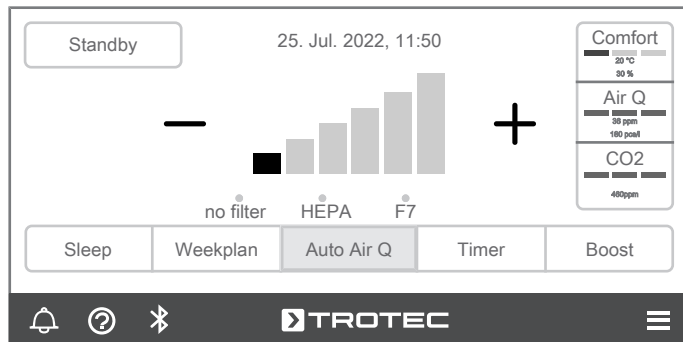 Standby
25. Jul. 2022, 11:50
Comfort
20 °C
30 %
Air Q
38 ppm
160 pcs/l
CO2
460ppm
no filter HEPA F7
Sleep Weekplan Auto Air Q Timer Boost
TROTEC